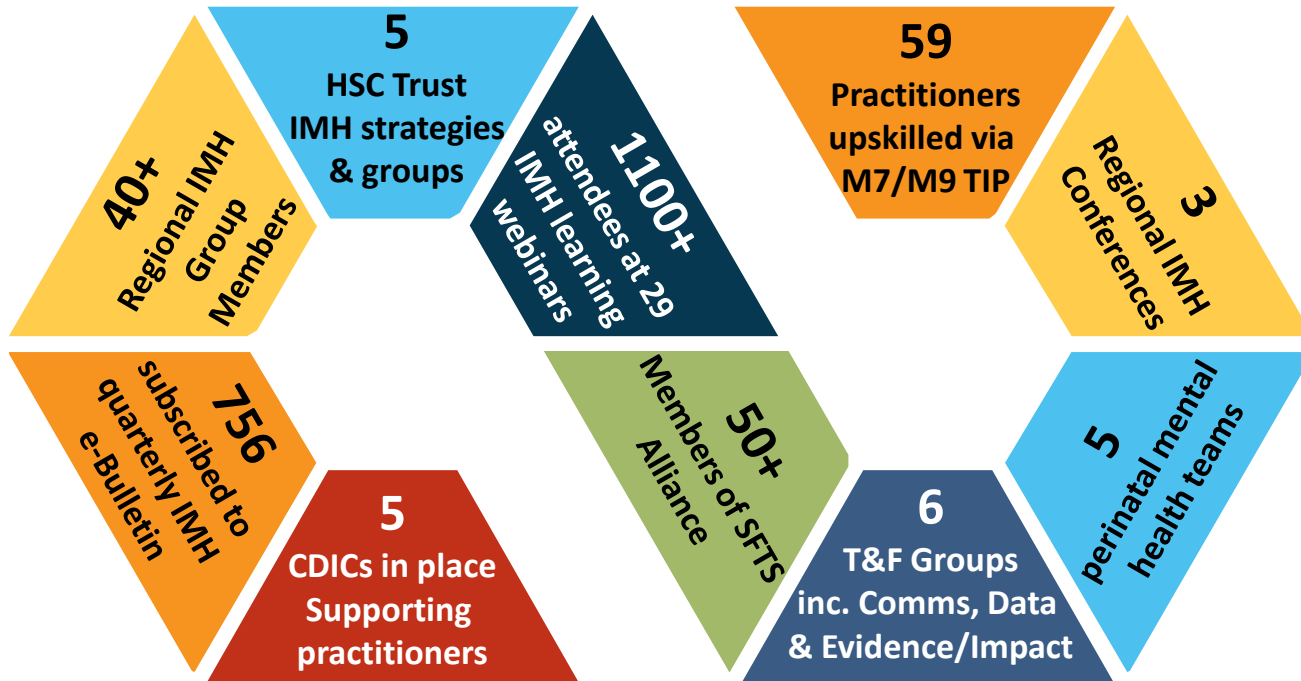 40+
Regional IMH
Group
Members
5
HSC Trust
IMH strategies
& groups
1100+
attendees at 29
IMH learning
webinars
59
Practitioners
upskilled via
M7/M9 TIP
3
Regional IMH
Conferences
756
subscribed to
quarterly IMH
e-Bulletin
5
CDICs in place
Supporting
practitioners
50+
Members of SFTS
Alliance
6
T&F Groups
inc. Comms, Data
& Evidence/Impact
5
perinatal mental
health teams